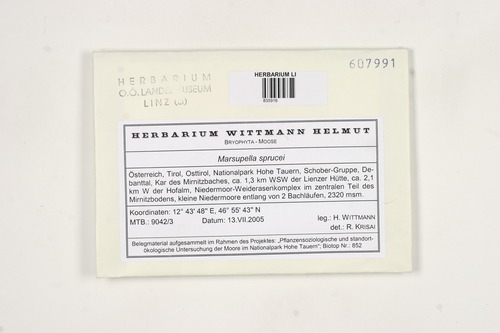 HERBARIUM
O.Ö. LANDESMUSEUM
LINZ (LI)
HERBARIUM LI
607991
HERBARIUM WITTMANN HELMUT
BRYOPHYTA - MOOSE
Marsupella sprucei
Österreich, Tirol, Osttirol, Nationalpark Hohe Tauern, Schober-Gruppe, De-
banttal, Kar des Mirnitzbaches, ca. 1,3 km WSW der Lienzer Hütte, ca. 2,1
km W der Hofalm, Niedermoor-Weiderasenkomplex im zentralen Teil des
Mirnitzbodens, kleine Niedermoore entlang von 2 Bachläufen, 2320 msm.
Koordinaten: 12° 43' 48" E, 46° 55' 43" N
MTB.: 9042/3 Datum: 13.VII.2005
leg.: H. WITTMANN
det.: R. KRISAI
Belegmaterial aufgesammelt im Rahmen des Projektes: „Pflanzensoziologische und standort-
ökologische Untersuchung der Moore im Nationalpark Hohe Tauern"; Biotop Nr.: 852